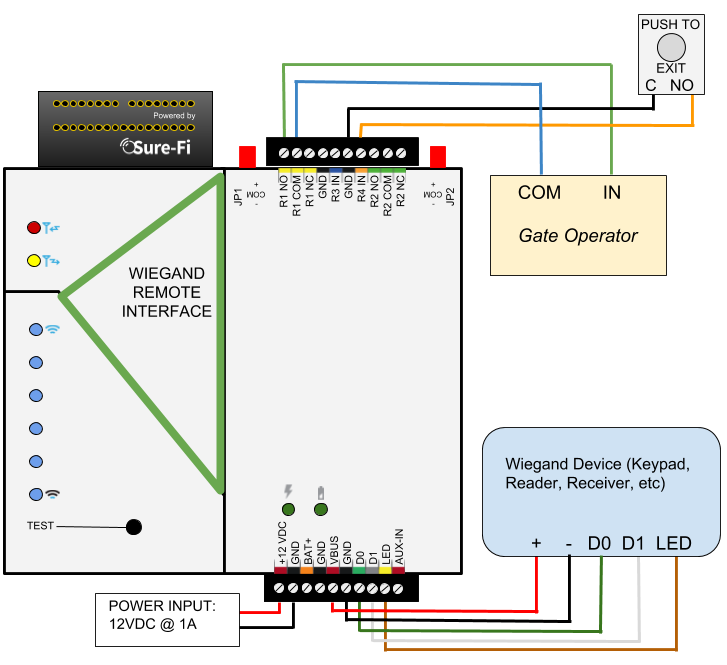 PUSH TO
EXIT
C NO
Powered by
Sure-Fi
JP1
+
COM
-
R1 NO
R1 COM
R1 NC
GND
R3 IN
GND
R4 IN
R2 NO
R2 COM
R2 NC
+
COM
-
JP2
COM IN
Gate Operator
WIEGAND
REMOTE
INTERFACE
Wiegand Device (Keypad,
Reader, Receiver, etc)
+ - D0 D1 LED
TEST
+12 VDC
GND
BAT+
GND
VBUS
GND
D0
D1
LED
AUX-IN
POWER INPUT:
12VDC @ 1A